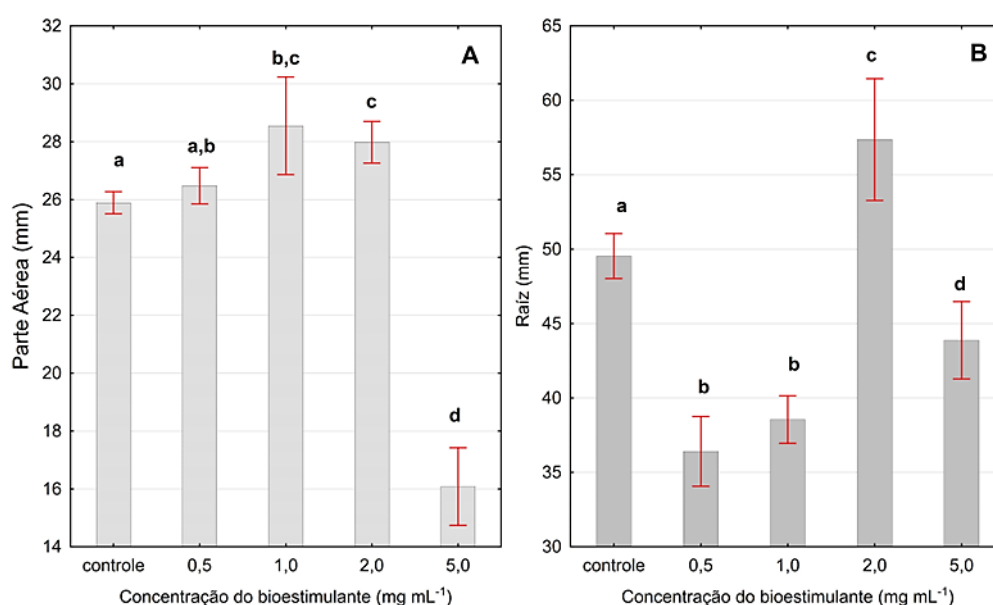 A
Parte Aérea (mm)
32
30
28
26
24
22
20
18
16
14
a
a,b
b,c
c
d
controle
0,5
1,0
2,0
5,0
Concentração do bioestimulante (mg mL⁻¹)
B
Raíz (mm)
65
60
55
50
45
40
35
30
a
b
b
c
d
controle
0,5
1,0
2,0
5,0
Concentração do bioestimulante (mg mL⁻¹)